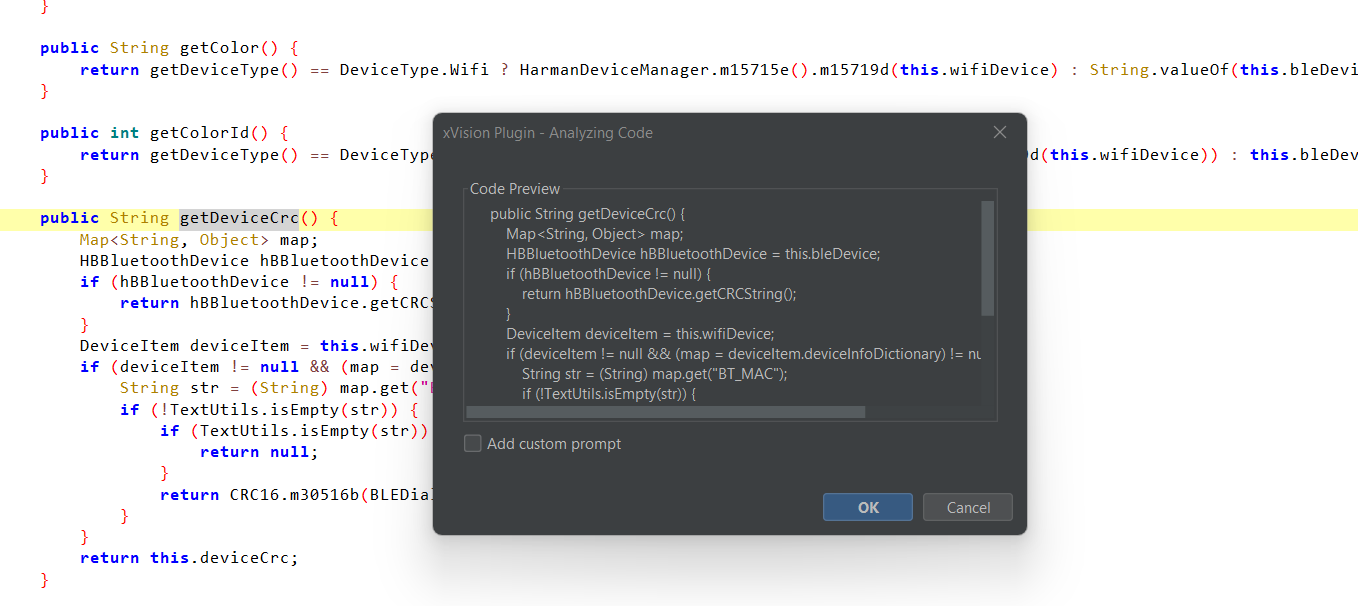 }
public String getColor() {
return getDeviceType() == DeviceType.Wifi ? HarmanDeviceManager.m15715e().m15719d(this.wifiDevice) : String.valueOf(this.bleDevi
}
public int getColorId() {
return getDeviceType() == DeviceType d(this.wifiDevice)) : this.bleDev
}
public String getDeviceCrc() {
Map<String, Object> map;
HBBluetoothDevice hBBluetoothDevice
if (hBBluetoothDevice != null) {
return hBBluetoothDevice.getCRCS
}
DeviceItem deviceItem = this.wifiDev
if (deviceItem != null && (map = dev
String str = (String) map.get("
if (!TextUtils.isEmpty(str)) {
if (TextUtils.isEmpty(str))
return null;
}
return CRC16.m30516b(BLEDia
}
}
return this.deviceCrc;
}
xVision Plugin - Analyzing Code
Code Preview
public String getDeviceCrc() {
Map<String, Object> map;
HBBluetoothDevice hBBluetoothDevice = this.bleDevice;
if (hBBluetoothDevice != null) {
return hBBluetoothDevice.getCRCString();
}
DeviceItem deviceItem = this.wifiDevice;
if (deviceItem != null && (map = deviceItem.deviceInfoDictionary) != nu
String str = (String) map.get("BT_MAC");
if (!TextUtils.isEmpty(str)) {
Add custom prompt
OK
Cancel